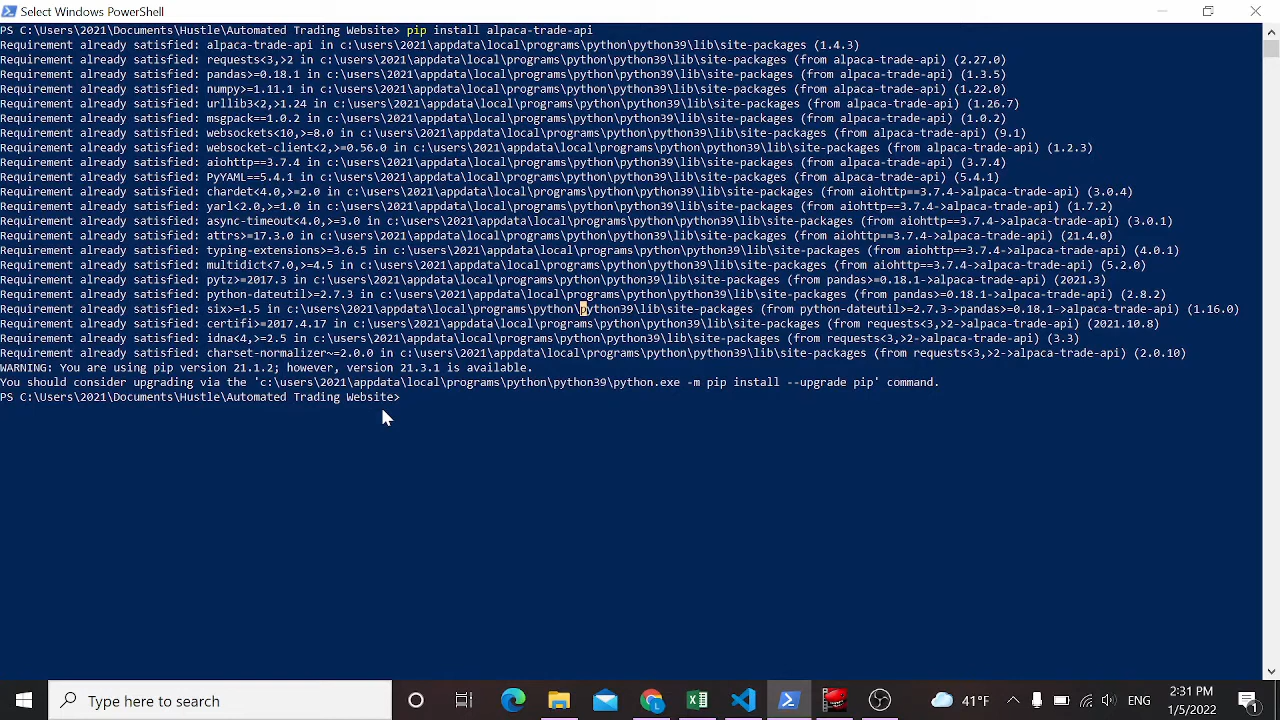 Select Windows PowerShell
PS C:\Users\2021\Documents\Hustle\Automated Trading Website> pip install alpaca-trade-api
Requirement already satisfied: alpaca-trade-api in c:\users\2021\appdata\local\programs\python\python39\lib\site-packages (1.4.3)
Requirement already satisfied: requests<3,>2 in c:\users\2021\appdata\local\programs\python\python39\lib\site-packages (from alpaca-trade-api) (2.27.0)
Requirement already satisfied: pandas>=0.18.1 in c:\users\2021\appdata\local\programs\python\python39\lib\site-packages (from alpaca-trade-api) (1.3.5)
Requirement already satisfied: numpy>=1.11.1 in c:\users\2021\appdata\local\programs\python\python39\lib\site-packages (from alpaca-trade-api) (1.22.0)
Requirement already satisfied: urllib3<2,>1.24 in c:\users\2021\appdata\local\programs\python\python39\lib\site-packages (from alpaca-trade-api) (1.26.7)
Requirement already satisfied: msgpack==1.0.2 in c:\users\2021\appdata\local\programs\python\python39\lib\site-packages (from alpaca-trade-api) (1.0.2)
Requirement already satisfied: websockets<10,>=8.0 in c:\users\2021\appdata\local\programs\python\python39\lib\site-packages (from alpaca-trade-api) (9.1)
Requirement already satisfied: websocket-client<2,>=0.56.0 in c:\users\2021\appdata\local\programs\python\python39\lib\site-packages (from alpaca-trade-api) (1.2.3)
Requirement already satisfied: aiohttp==3.7.4 in c:\users\2021\appdata\local\programs\python\python39\lib\site-packages (from alpaca-trade-api) (3.7.4)
Requirement already satisfied: PyYAML==5.4.1 in c:\users\2021\appdata\local\programs\python\python39\lib\site-packages (from alpaca-trade-api) (5.4.1)
Requirement already satisfied: chardet<4.0,>=2.0 in c:\users\2021\appdata\local\programs\python\python39\lib\site-packages (from aiohttp==3.7.4->alpaca-trade-api) (3.0.4)
Requirement already satisfied: yarl<2.0,>=1.0 in c:\users\2021\appdata\local\programs\python\python39\lib\site-packages (from aiohttp==3.7.4->alpaca-trade-api) (1.7.2)
Requirement already satisfied: async-timeout<4.0,>=3.0 in c:\users\2021\appdata\local\programs\python\python39\lib\site-packages (from aiohttp==3.7.4->alpaca-trade-api) (3.0.1)
Requirement already satisfied: attrs>=17.3.0 in c:\users\2021\appdata\local\programs\python\python39\lib\site-packages (from aiohttp==3.7.4->alpaca-trade-api) (21.4.0)
Requirement already satisfied: typing-extensions>=3.6.5 in c:\users\2021\appdata\local\programs\python\python39\lib\site-packages (from aiohttp==3.7.4->alpaca-trade-api) (4.0.1)
Requirement already satisfied: multidict<7.0,>=4.5 in c:\users\2021\appdata\local\programs\python\python39\lib\site-packages (from aiohttp==3.7.4->alpaca-trade-api) (5.2.0)
Requirement already satisfied: pytz>=2017.3 in c:\users\2021\appdata\local\programs\python\python39\lib\site-packages (from pandas>=0.18.1->alpaca-trade-api) (2021.3)
Requirement already satisfied: python-dateutil>=2.7.3 in c:\users\2021\appdata\local\programs\python\python39\lib\site-packages (from pandas>=0.18.1->alpaca-trade-api) (2.8.2)
Requirement already satisfied: six>=1.5 in c:\users\2021\appdata\local\programs\python\python39\lib\site-packages (from python-dateutil>=2.7.3->pandas>=0.18.1->alpaca-trade-api) (1.16.0)
Requirement already satisfied: certifi>=2017.4.17 in c:\users\2021\appdata\local\programs\python\python39\lib\site-packages (from requests<3,>2->alpaca-trade-api) (2021.10.8)
Requirement already satisfied: idna<4,>=2.5 in c:\users\2021\appdata\local\programs\python\python39\lib\site-packages (from requests<3,>2->alpaca-trade-api) (3.3)
Requirement already satisfied: charset-normalizer~=2.0.0 in c:\users\2021\appdata\local\programs\python\python39\lib\site-packages (from requests<3,>2->alpaca-trade-api) (2.0.10)
WARNING: You are using pip version 21.1.2; however, version 21.3.1 is available.
You should consider upgrading via the 'c:\users\2021\appdata\local\programs\python\python39\python.exe -m pip install --upgrade pip' command.
PS C:\Users\2021\Documents\Hustle\Automated Trading Website>
Type here to search
41°F
ENG
2:31 PM
1/5/2022
1